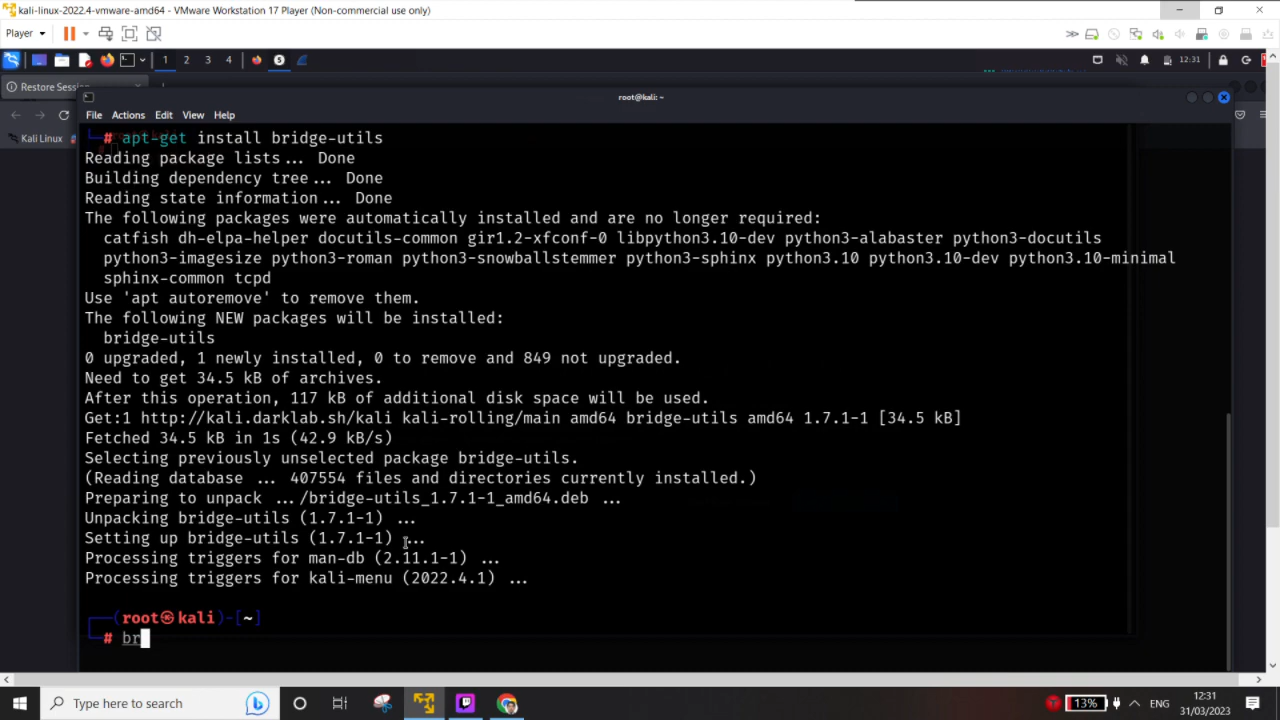 kali-linux-2022.4-vmware-amd64 - VMware Workstation 17 Player (Non-commercial use only)
Player
1 2 3 4 5 12:31
Restore Session
root@kali: ~
File Actions Edit View Help
Kali Linux
# apt-get install bridge-utils
Reading package lists... Done
Building dependency tree... Done
Reading state information... Done
The following packages were automatically installed and are no longer required:
catfish dh-elpa-helper docutils-common gir1.2-xfconf-0 libpython3.10-dev python3-alabaster python3-docutils
python3-imagesize python3-roman python3-snowballstemmer python3-sphinx python3.10 python3.10-dev python3.10-minimal
sphinx-common tcpd
Use 'apt autoremove' to remove them.
The following NEW packages will be installed:
bridge-utils
0 upgraded, 1 newly installed, 0 to remove and 849 not upgraded.
Need to get 34.5 kB of archives.
After this operation, 117 kB of additional disk space will be used.
Get:1 http://kali.darklab.sh/kali kali-rolling/main amd64 bridge-utils amd64 1.7.1-1 [34.5 kB]
Fetched 34.5 kB in 1s (42.9 kB/s)
Selecting previously unselected package bridge-utils.
(Reading database ... 407554 files and directories currently installed.)
Preparing to unpack .../bridge-utils_1.7.1-1_amd64.deb ...
Unpacking bridge-utils (1.7.1-1) ...
Setting up bridge-utils (1.7.1-1) ...
Processing triggers for man-db (2.11.1-1) ...
Processing triggers for kali-menu (2022.4.1) ...
(root㉿kali)-[~]
# br
Type here to search
13% ENG 12:31
31/03/2023